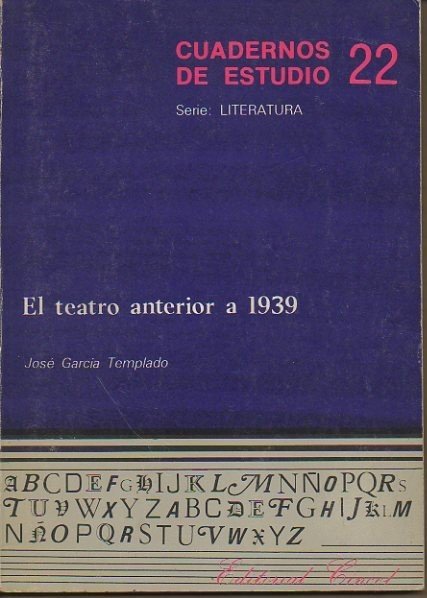 CUADERNOS
DE ESTUDIO 22
Serie: LITERATURA
El teatro anterior a 1939
José García Templado
ABCDEFGHIJKLMNÑOPQRS
TUVWXYZABCDEFGHIJKLM
NÑOPQRSTUVWXYZ
Editorial Cincel